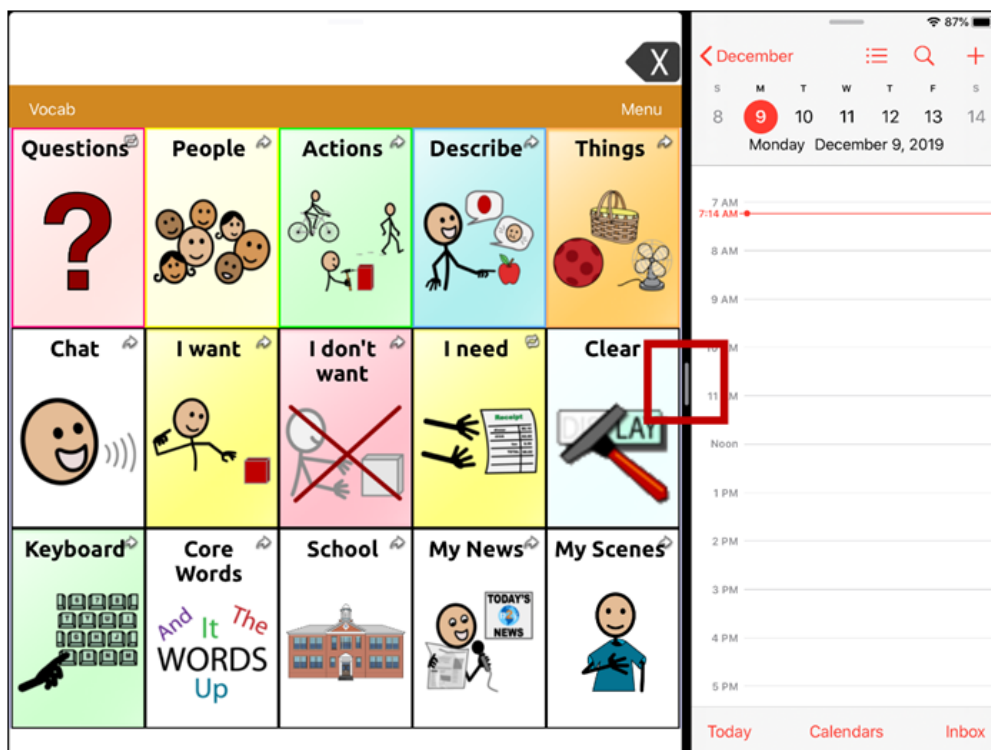 X
Vocab Menu
Questions People Actions Describe Things
Chat I want I don't want I need Clear
Receipt
TOTAL
DISPLAY
Keyboard Core Words School My News My Scenes
TODAY'S
NEWS
And It The
WORDS
Up
87%
December
S M T W T F S
8 9 10 11 12 13 14
Monday December 9, 2019
7 AM
7:14 AM
8 AM
9 AM
10 AM
11 AM
Noon
1 PM
2 PM
3 PM
4 PM
5 PM
Today Calendars Inbox